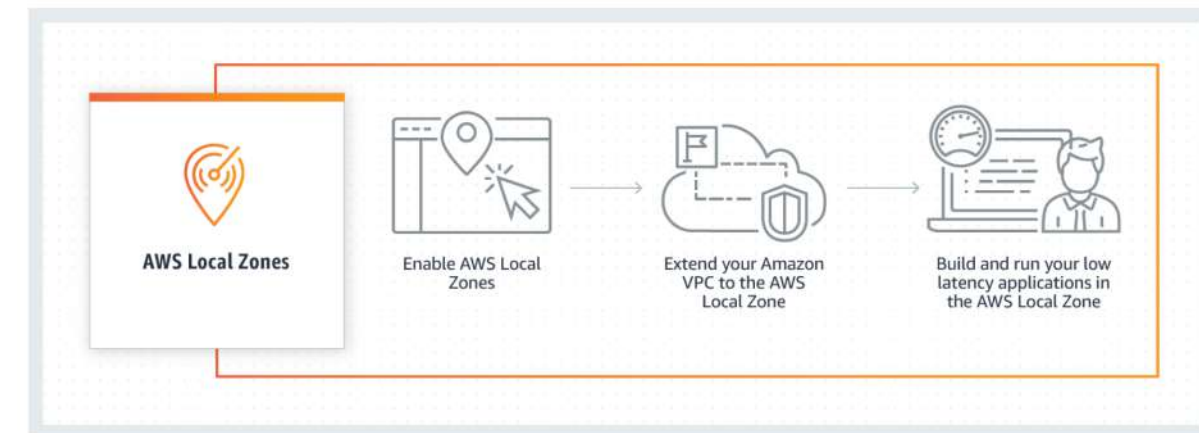 AWS Local Zones
Enable AWS Local
Zones
Extend your Amazon
VPC to the AWS
Local Zone
Build and run your low
latency applications in
the AWS Local Zone